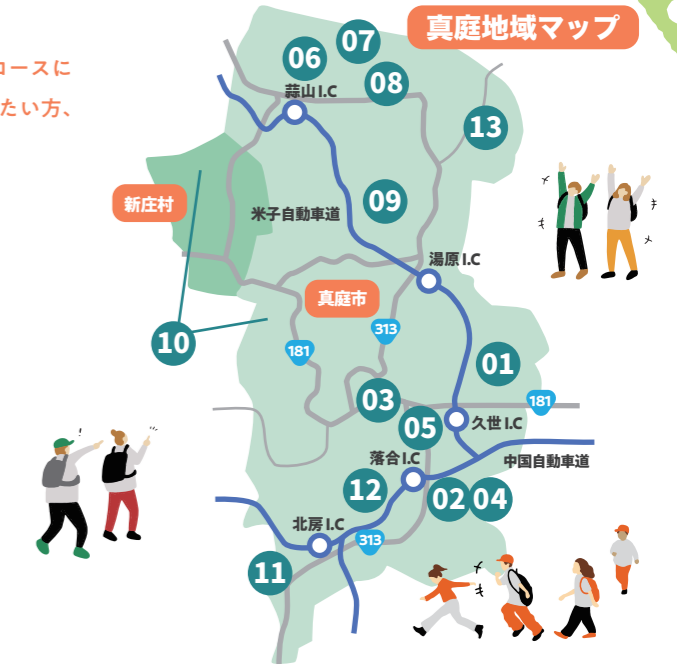 真庭地域マップ
コースに
たい方、
06
07
08
蒜山I.C
13
新庄村
米子自動車道
09
湯原I.C
真庭市
10
181
313
01
03
181
05
久世I.C
落合I.C
中国自動車道
12
02
04
北房I.C
313
11